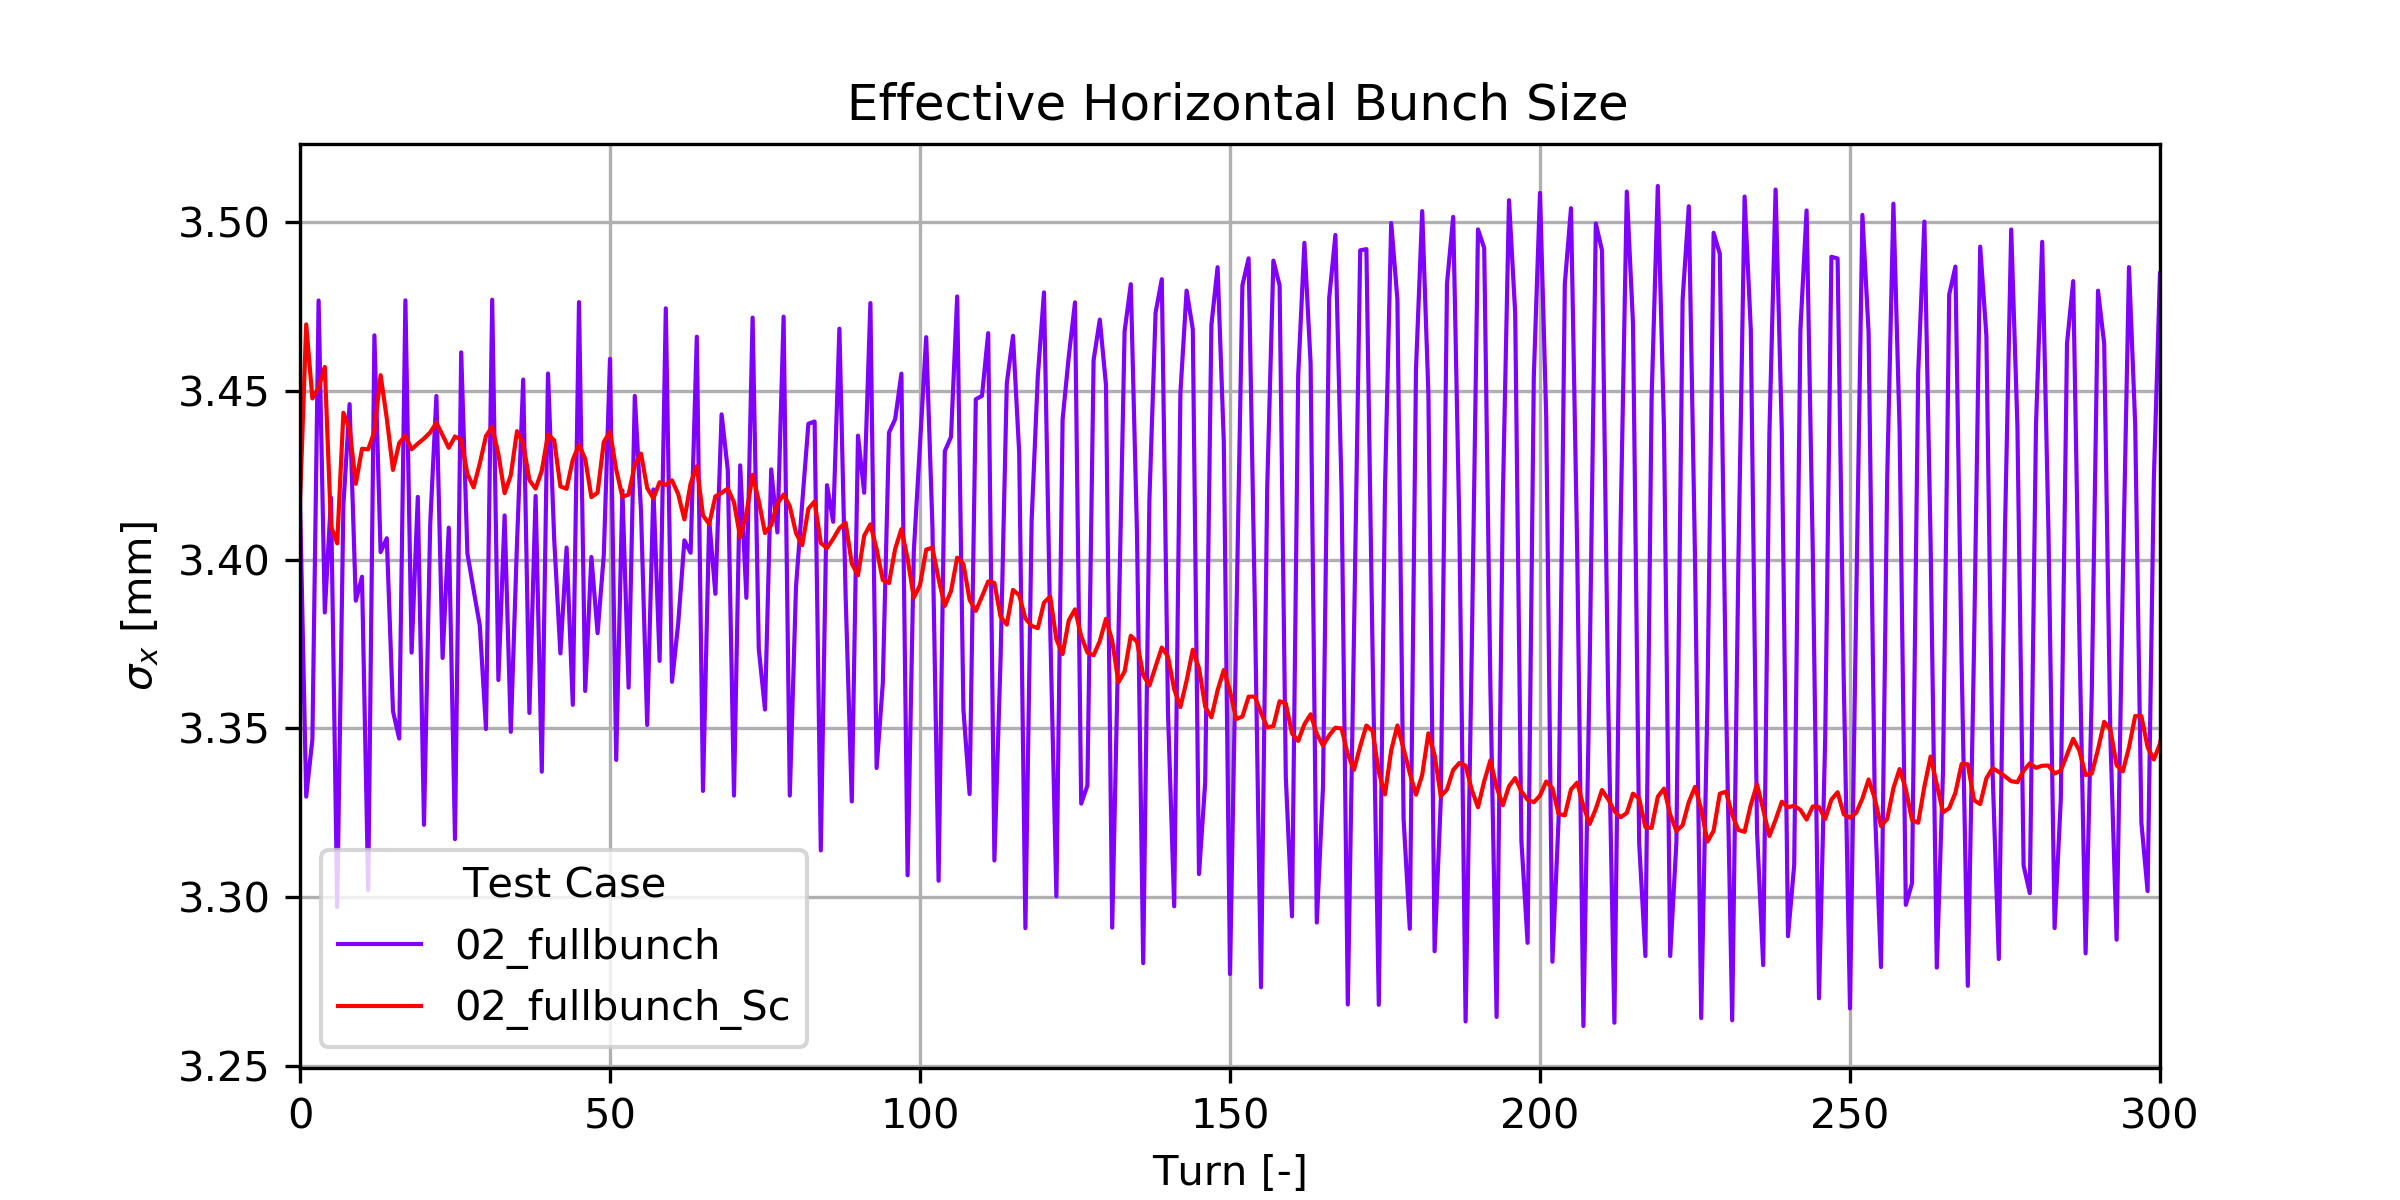 Effective Horizontal Bunch Size
3.50
3.45
3.40
3.35
3.30
3.25
σx [mm]
Test Case
02_fullbunch
02_fullbunch_Sc
0 50 100 150 200 250 300
Turn [-]